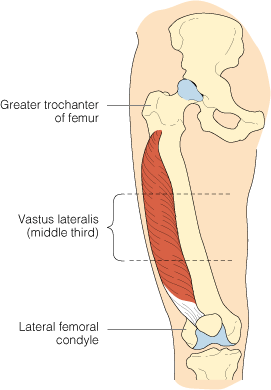 Greater trochanter
of femur
Vastus lateralis
(middle third)
Lateral femoral
condyle